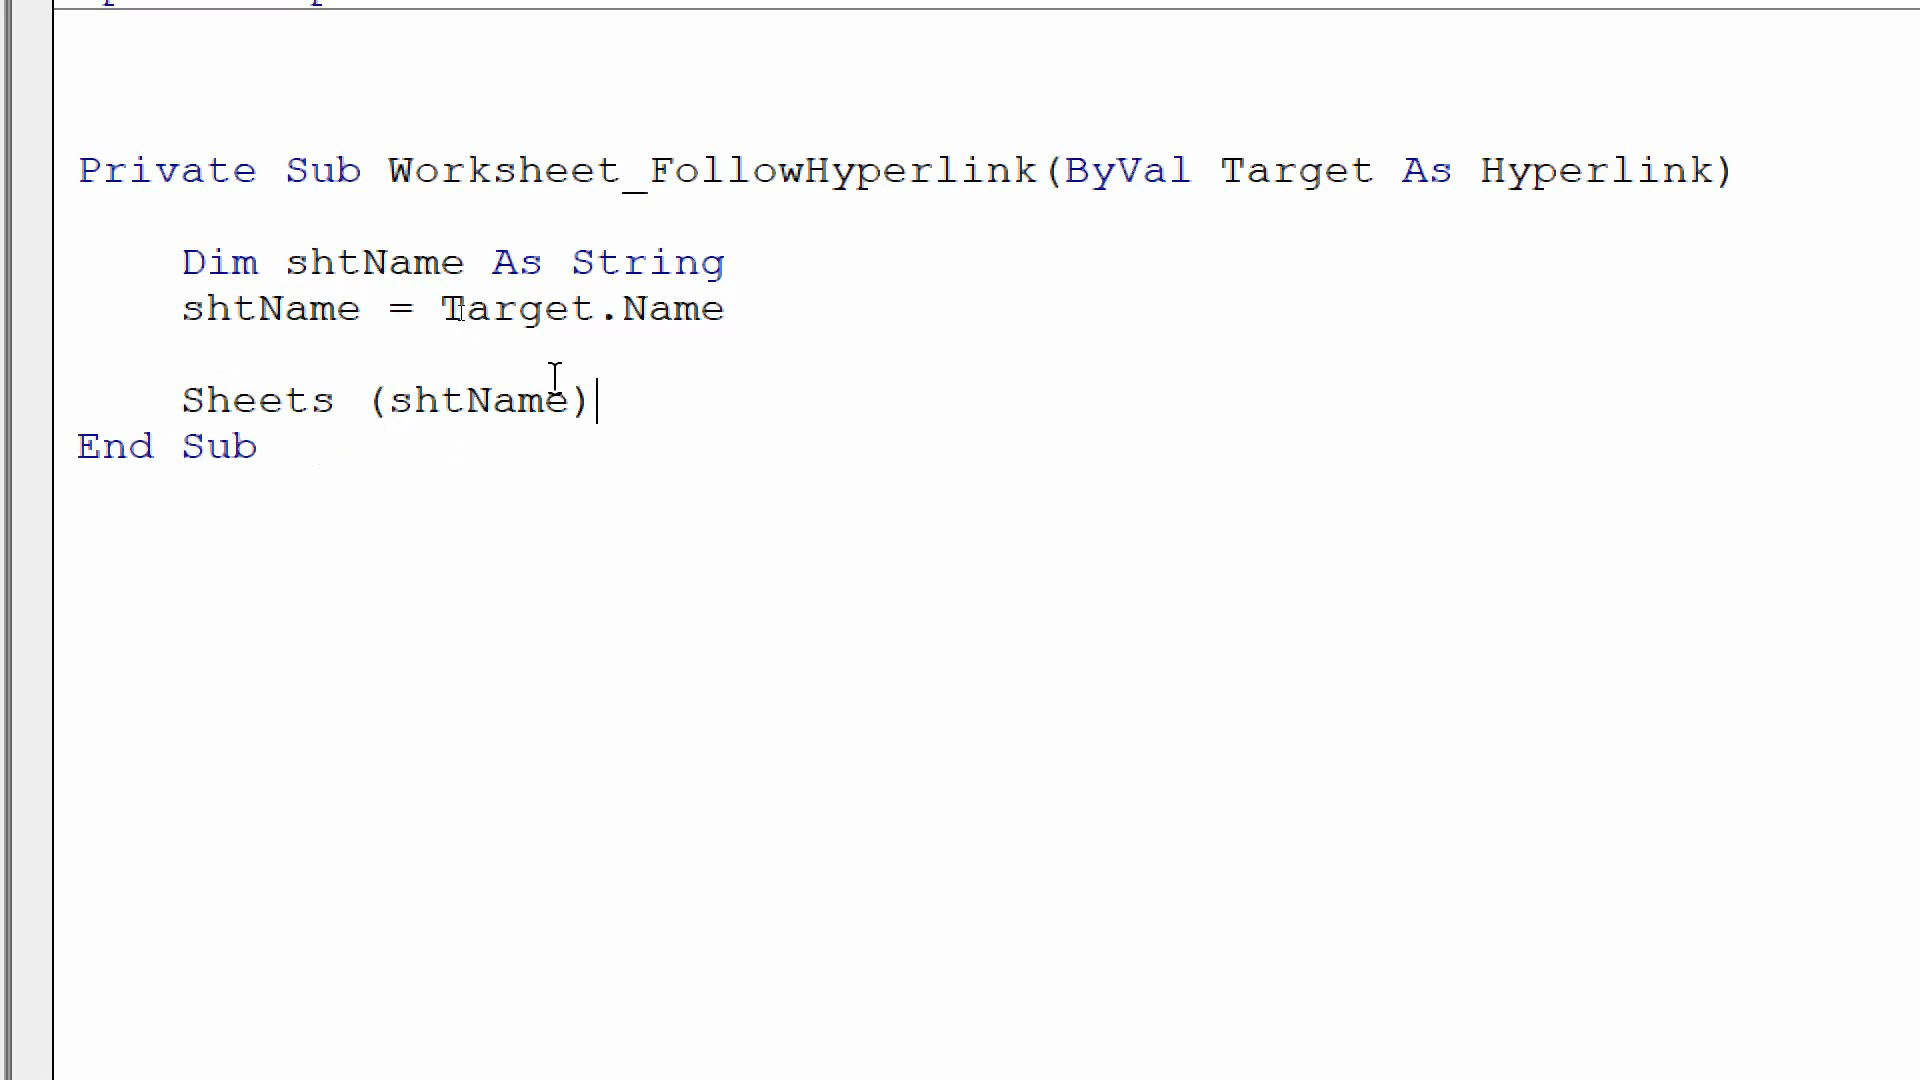 Private Sub Worksheet_FollowHyperlink(ByVal Target As Hyperlink)
Dim shtName As String
shtName = Target.Name
Sheets (shtName)
End Sub